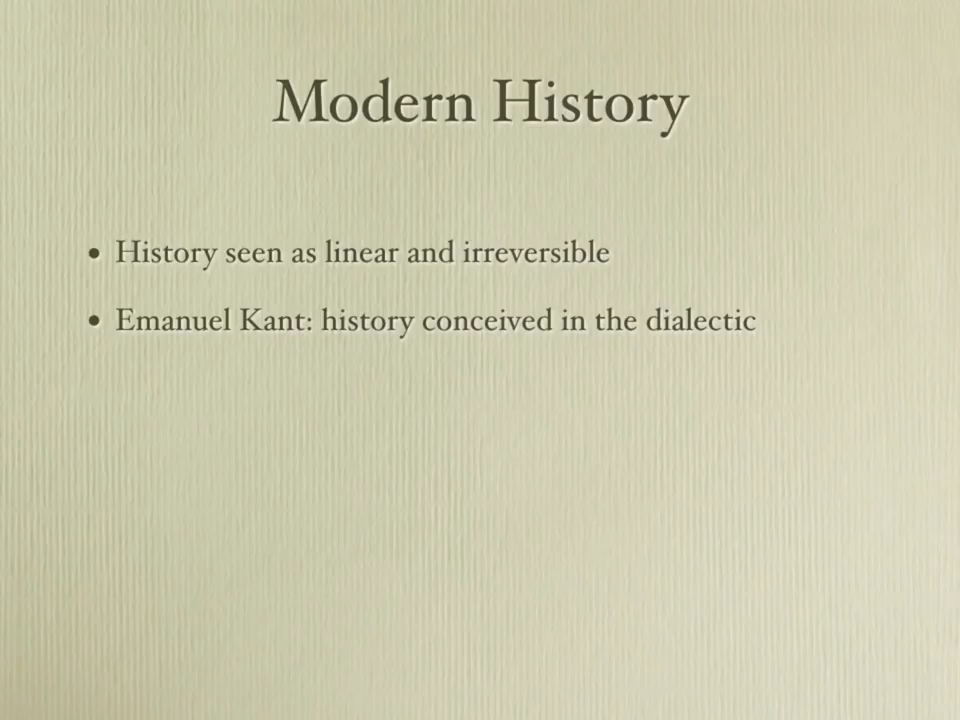 Modern History
• History seen as linear and irreversible
• Emanuel Kant: history conceived in the dialectic